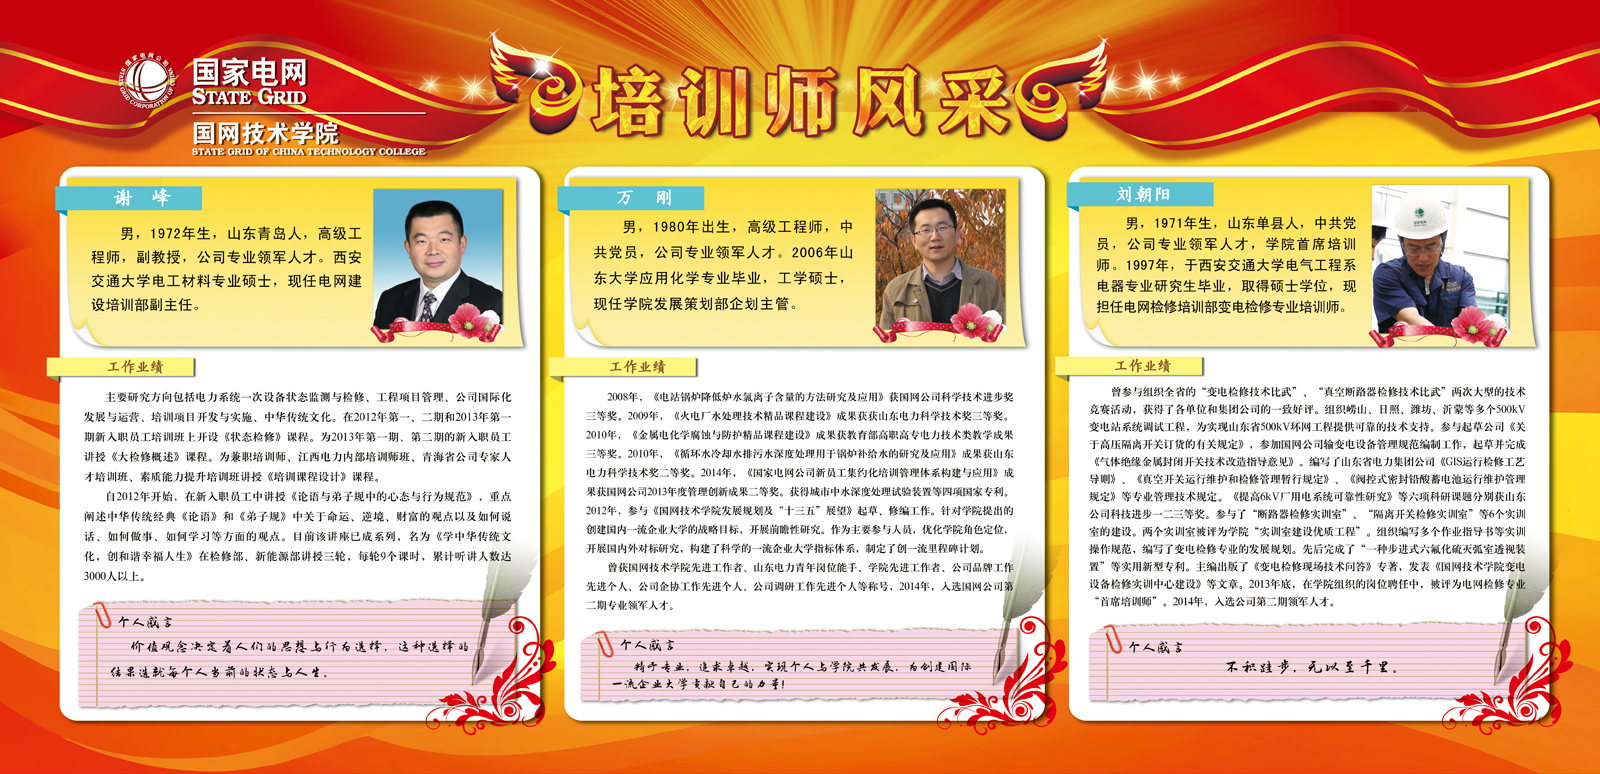 国家电网
STATE GRID
国网技术学院
STATE GRID OF CHINA TECHNOLOGY COLLEGE
培训师风采
谢 峰
男，1972年生，山东青岛人，高级工
程师，副教授，公司专业领军人才。西安
交通大学电工材料专业硕士，现任电网建
设培训部副主任。
工作业绩
主要研究方向包括电力系统一次设备状态监测与检修、工程项目管理、公司国际化
发展与运营、培训项目开发与实施、中华传统文化。在2012年第一、二期和2013年第一
期新入职员工培训班上开设《状态检修》课程。为2013年第一期、第二期的新入职员工
讲授《大检修概述》课程。为兼职培训师、江西电力内部培训师班、青海省公司专家人
才培训班、素质能力提升培训班讲授《培训课程设计》课程。
自2012年开始，在新入职员工中讲授《论语与弟子规中的心态与行为规范》，重点
阐述中华传统经典《论语》和《弟子规》中关于命运、逆境、财富的观点以及如何说
话、如何做事、如何学习等方面的观点。目前该讲座已成系列，名为《学中华传统文
化，创和谐幸福人生》在检修部、新能源部讲授三轮，每轮9个课时，累计听讲人数达
3000人以上。
个人感言
价值观念决定着人们的思想与行为选择，这种选择的
结果造就每个人当前的状态与人生。
万 刚
男，1980年出生，高级工程师，中
共党员，公司专业领军人才。2006年山
东大学应用化学专业毕业，工学硕士，
现任学院发展策划部企划主管。
工作业绩
2008年，《电站锅炉降低炉水氯离子含量的方法研究及应用》获国网公司科学技术进步奖
三等奖。2009年，《火电厂水处理技术精品课程建设》成果获获山东电力科学技术奖三等奖。
2010年，《金属电化学腐蚀与防护精品课程建设》成果获教育部高职高专电力技术类教学成果
三等奖。2010年，《循环水冷却水排污水深度处理用于锅炉补给水的研究及应用》成果获山东
电力科学技术奖二等奖。2014年，《国家电网公司新员工集约化培训管理体系构建与应用》成
果获国网公司2013年度管理创新成果二等奖。获得城市中水深度处理试验装置等四项国家专利。
2012年，参与《国网技术学院发展规划及“十三五”展望》起草、修编工作。针对学院提出的
创建国内一流企业大学的战略目标，开展前瞻性研究。作为主要参与人员，优化学院角色定位，
开展国内外对标研究，构建了科学的一流企业大学指标体系，制定了创一流里程碑计划。
曾获国网技术学院先进工作者、山东电力青年岗位能手、学院先进工作者、公司品牌工作
先进个人、公司企协工作先进个人、公司调研工作先进个人等称号，2014年，入选国网公司第
二期专业领军人才。
个人感言
精于专业，追求卓越，实现个人与学院共发展，为创建国际
一流企业大学贡献自己的力量！
刘朝阳
男，1971年生，山东单县人，中共党
员，公司专业领军人才，学院首席培训
师。1997年，于西安交通大学电气工程系
电器专业研究生毕业，取得硕士学位，现
担任电网检修培训部变电检修专业培训师。
工作业绩
曾参与组织全省的“变电检修技术比武”、“真空断路器检修技术比武”两次大型的技术
竞赛活动，获得了各单位和集团公司的一致好评。组织崂山、日照、潍坊、沂蒙等多个500kV
变电站系统调试工程，为实现山东省500kV环网工程提供可靠的技术支持。参与起草公司《关
于高压隔离开关订货的有关规定》，参加国网公司输变电设备管理规范编制工作，起草并完成
《气体绝缘金属封闭开关技术改造指导意见》。编写了山东省电力集团公司《GIS运行检修工艺
导则》、《真空开关运行维护和检修管理暂行规定》、《阀控式密封铅酸蓄电池运行维护管理
规定》等专业管理技术规定。《提高6kV厂用电系统可靠性研究》等六项科研课题分别获山东
公司科技进步一二三等奖。参与了“断路器检修实训室”、“隔离开关检修实训室”等6个实训
室的建设。两个实训室被评为学院“实训室建设优质工程”。组织编写多个作业指导书等实训
操作规范，编写了变电检修专业的发展规划。先后完成了“一种步进式六氟化硫灭弧室透视装
置”等实用新型专利。主编出版了《变电检修现场技术问答》专著，发表《国网技术学院变电
设备检修实训中心建设》等文章。2013年底，在学院组织的岗位聘任中，被评为电网检修专业
“首席培训师”。2014年，入选公司第二期领军人才。
个人感言
不积跬步，无以至千里。